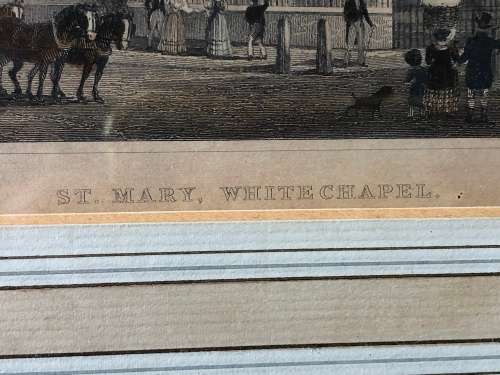 ST. MARY, WHITECHAPEL.